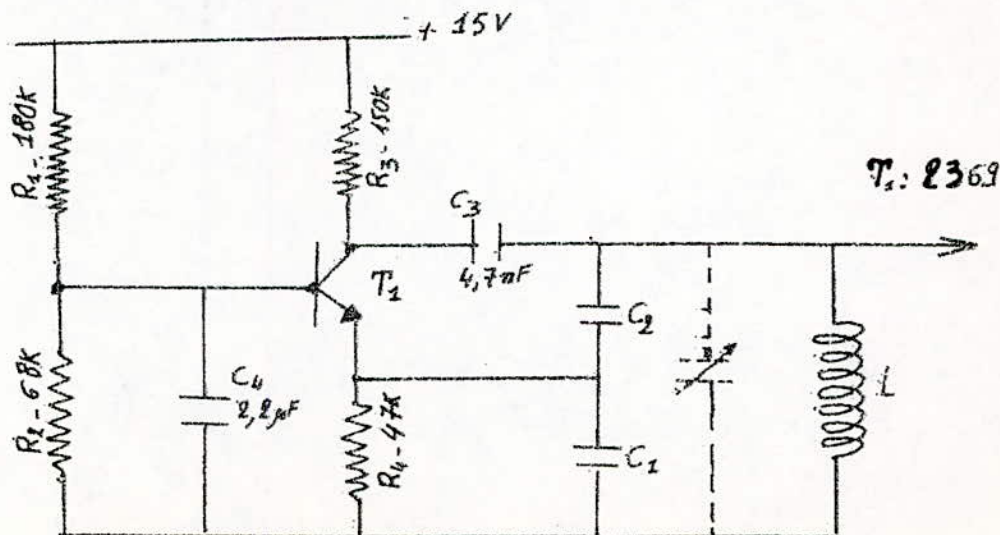 + 15V
R1-180K
R3-150K
T1: 2369
C3
4,7nF
T1
C2
C4
2,2µF
R2-68K
R4-47K
C1
L